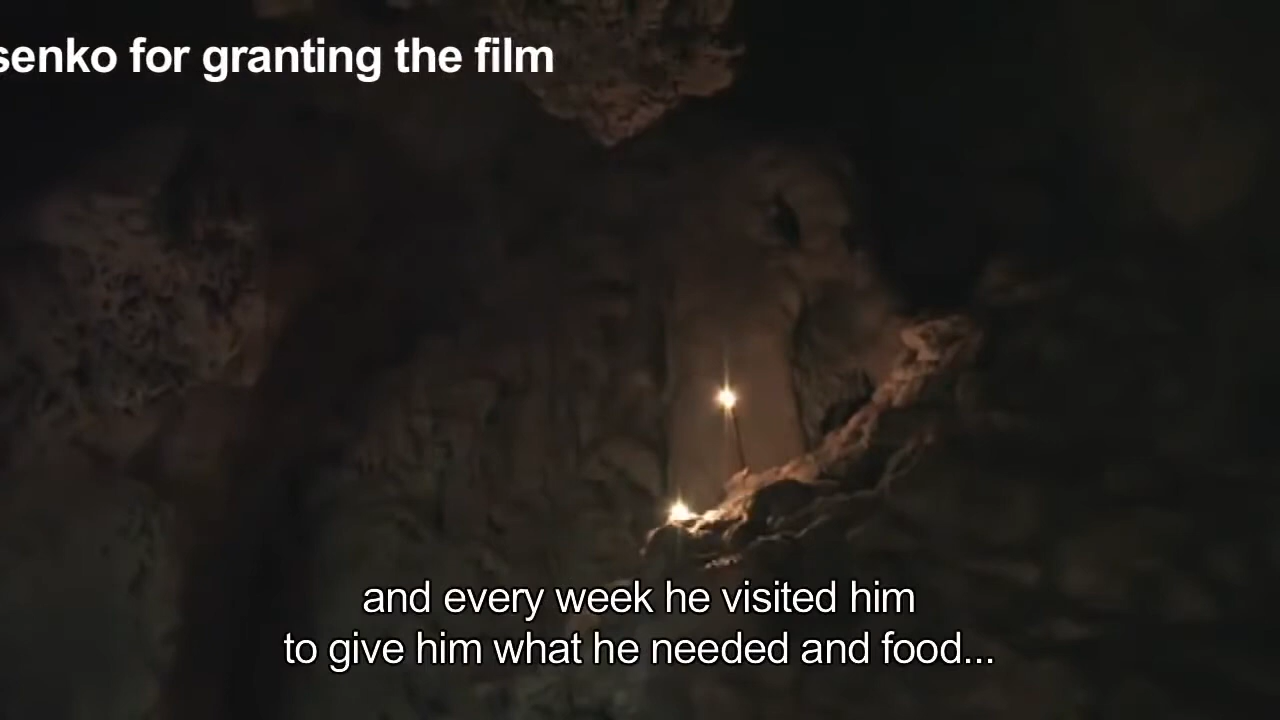 senko for granting the film
and every week he visited him
to give him what he needed and food...